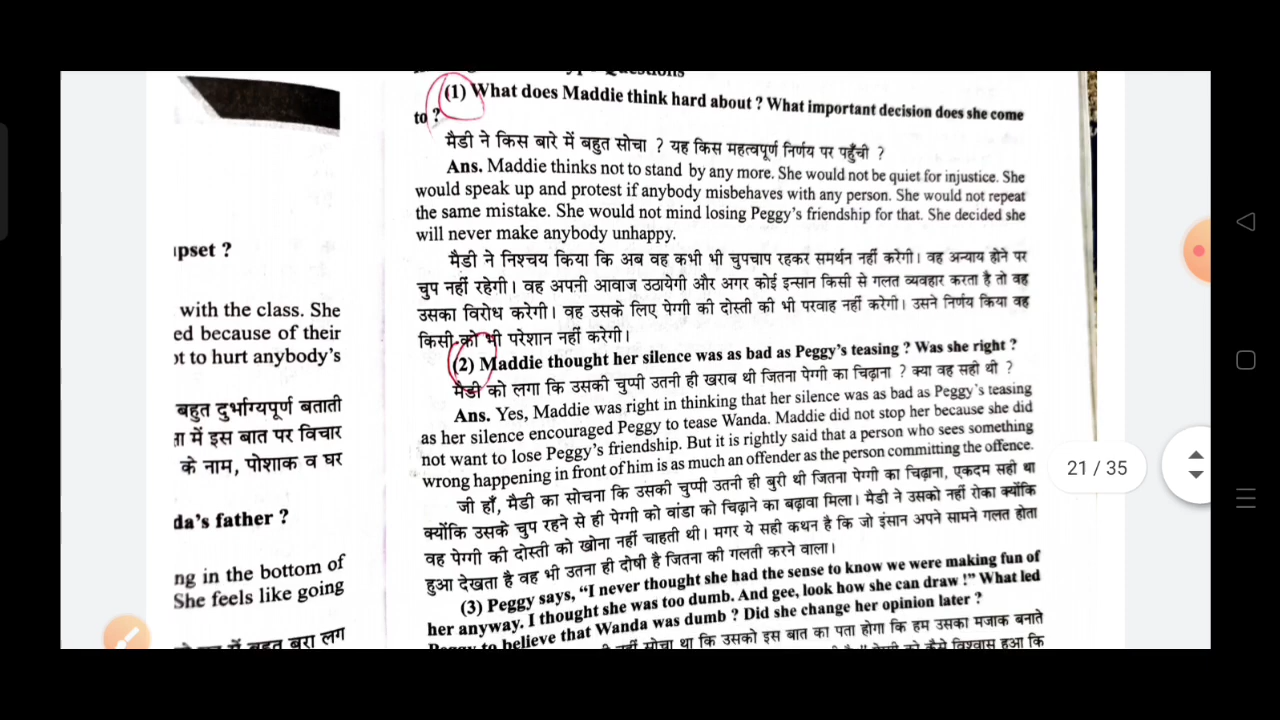 upset ?
with the class. She
ed because of their
ot to hurt anybody's
बहुत दुर्भाग्यपूर्ण बताती
में इस बात पर विचार
के नाम, पोशाक व घर
da's father ?
ng in the bottom of
She feels like going
में बहुत बुरा लग
Questions
(1) What does Maddie think hard about ? What important decision does she come
to ?
मैडी ने किस बारे में बहुत सोचा ? यह किस महत्वपूर्ण निर्णय पर पहुँची ?
Ans. Maddie thinks not to stand by any more. She would not be quiet for injustice. She
would speak up and protest if anybody misbehaves with any person. She would not repeat
the same mistake. She would not mind losing Peggy's friendship for that. She decided she
will never make anybody unhappy.
मैडी ने निश्चय किया कि अब वह कभी भी चुपचाप रहकर समर्थन नहीं करेगी। वह अन्याय होने पर
चुप नहीं रहेगी। वह अपनी आवाज उठायेगी और अगर कोई इन्सान किसी से गलत व्यवहार करता है तो वह
उसका विरोध करेगी। वह उसके लिए पेग्गी की दोस्ती की भी परवाह नहीं करेगी। उसने निर्णय किया वह
किसी को भी परेशान नहीं करेगी।
(2) Maddie thought her silence was as bad as Peggy's teasing ? Was she right ?
मैडी को लगा कि उसकी चुप्पी उतनी ही खराब थी जितना पेग्गी का चिढ़ाना ? क्या वह सही थी ?
Ans. Yes, Maddie was right in thinking that her silence was as bad as Peggy's teasing
as her silence encouraged Peggy to tease Wanda. Maddie did not stop her because she did
not want to lose Peggy's friendship. But it is rightly said that a person who sees something
wrong happening in front of him is as much an offender as the person committing the offence.
जी हाँ, मैडी का सोचना कि उसकी चुप्पी उतनी ही बुरी थी जितना पेग्गी का चिढ़ाना, एकदम सही था
क्योंकि उसके चुप रहने से ही पेग्गी को वांडा को चिढ़ाने का बढ़ावा मिला। मैडी ने उसको नहीं रोका क्योंकि
वह पेग्गी की दोस्ती को खोना नहीं चाहती थी। मगर ये सही कथन है कि जो इंसान अपने सामने गलत होता
हुआ देखता है वह भी उतना ही दोषी है जितना की गलती करने वाला।
(3) Peggy says, “I never thought she had the sense to know we were making fun of
her anyway. I thought she was too dumb. And gee, look how she can draw !” What led
Peggy to believe that Wanda was dumb ? Did she change her opinion later ?
नहीं सोचा था कि उसको इस बात का पता होगा कि हम उसका मजाक बनाते
पेग्गी को कैसे विश्वास हुआ कि
21 / 35